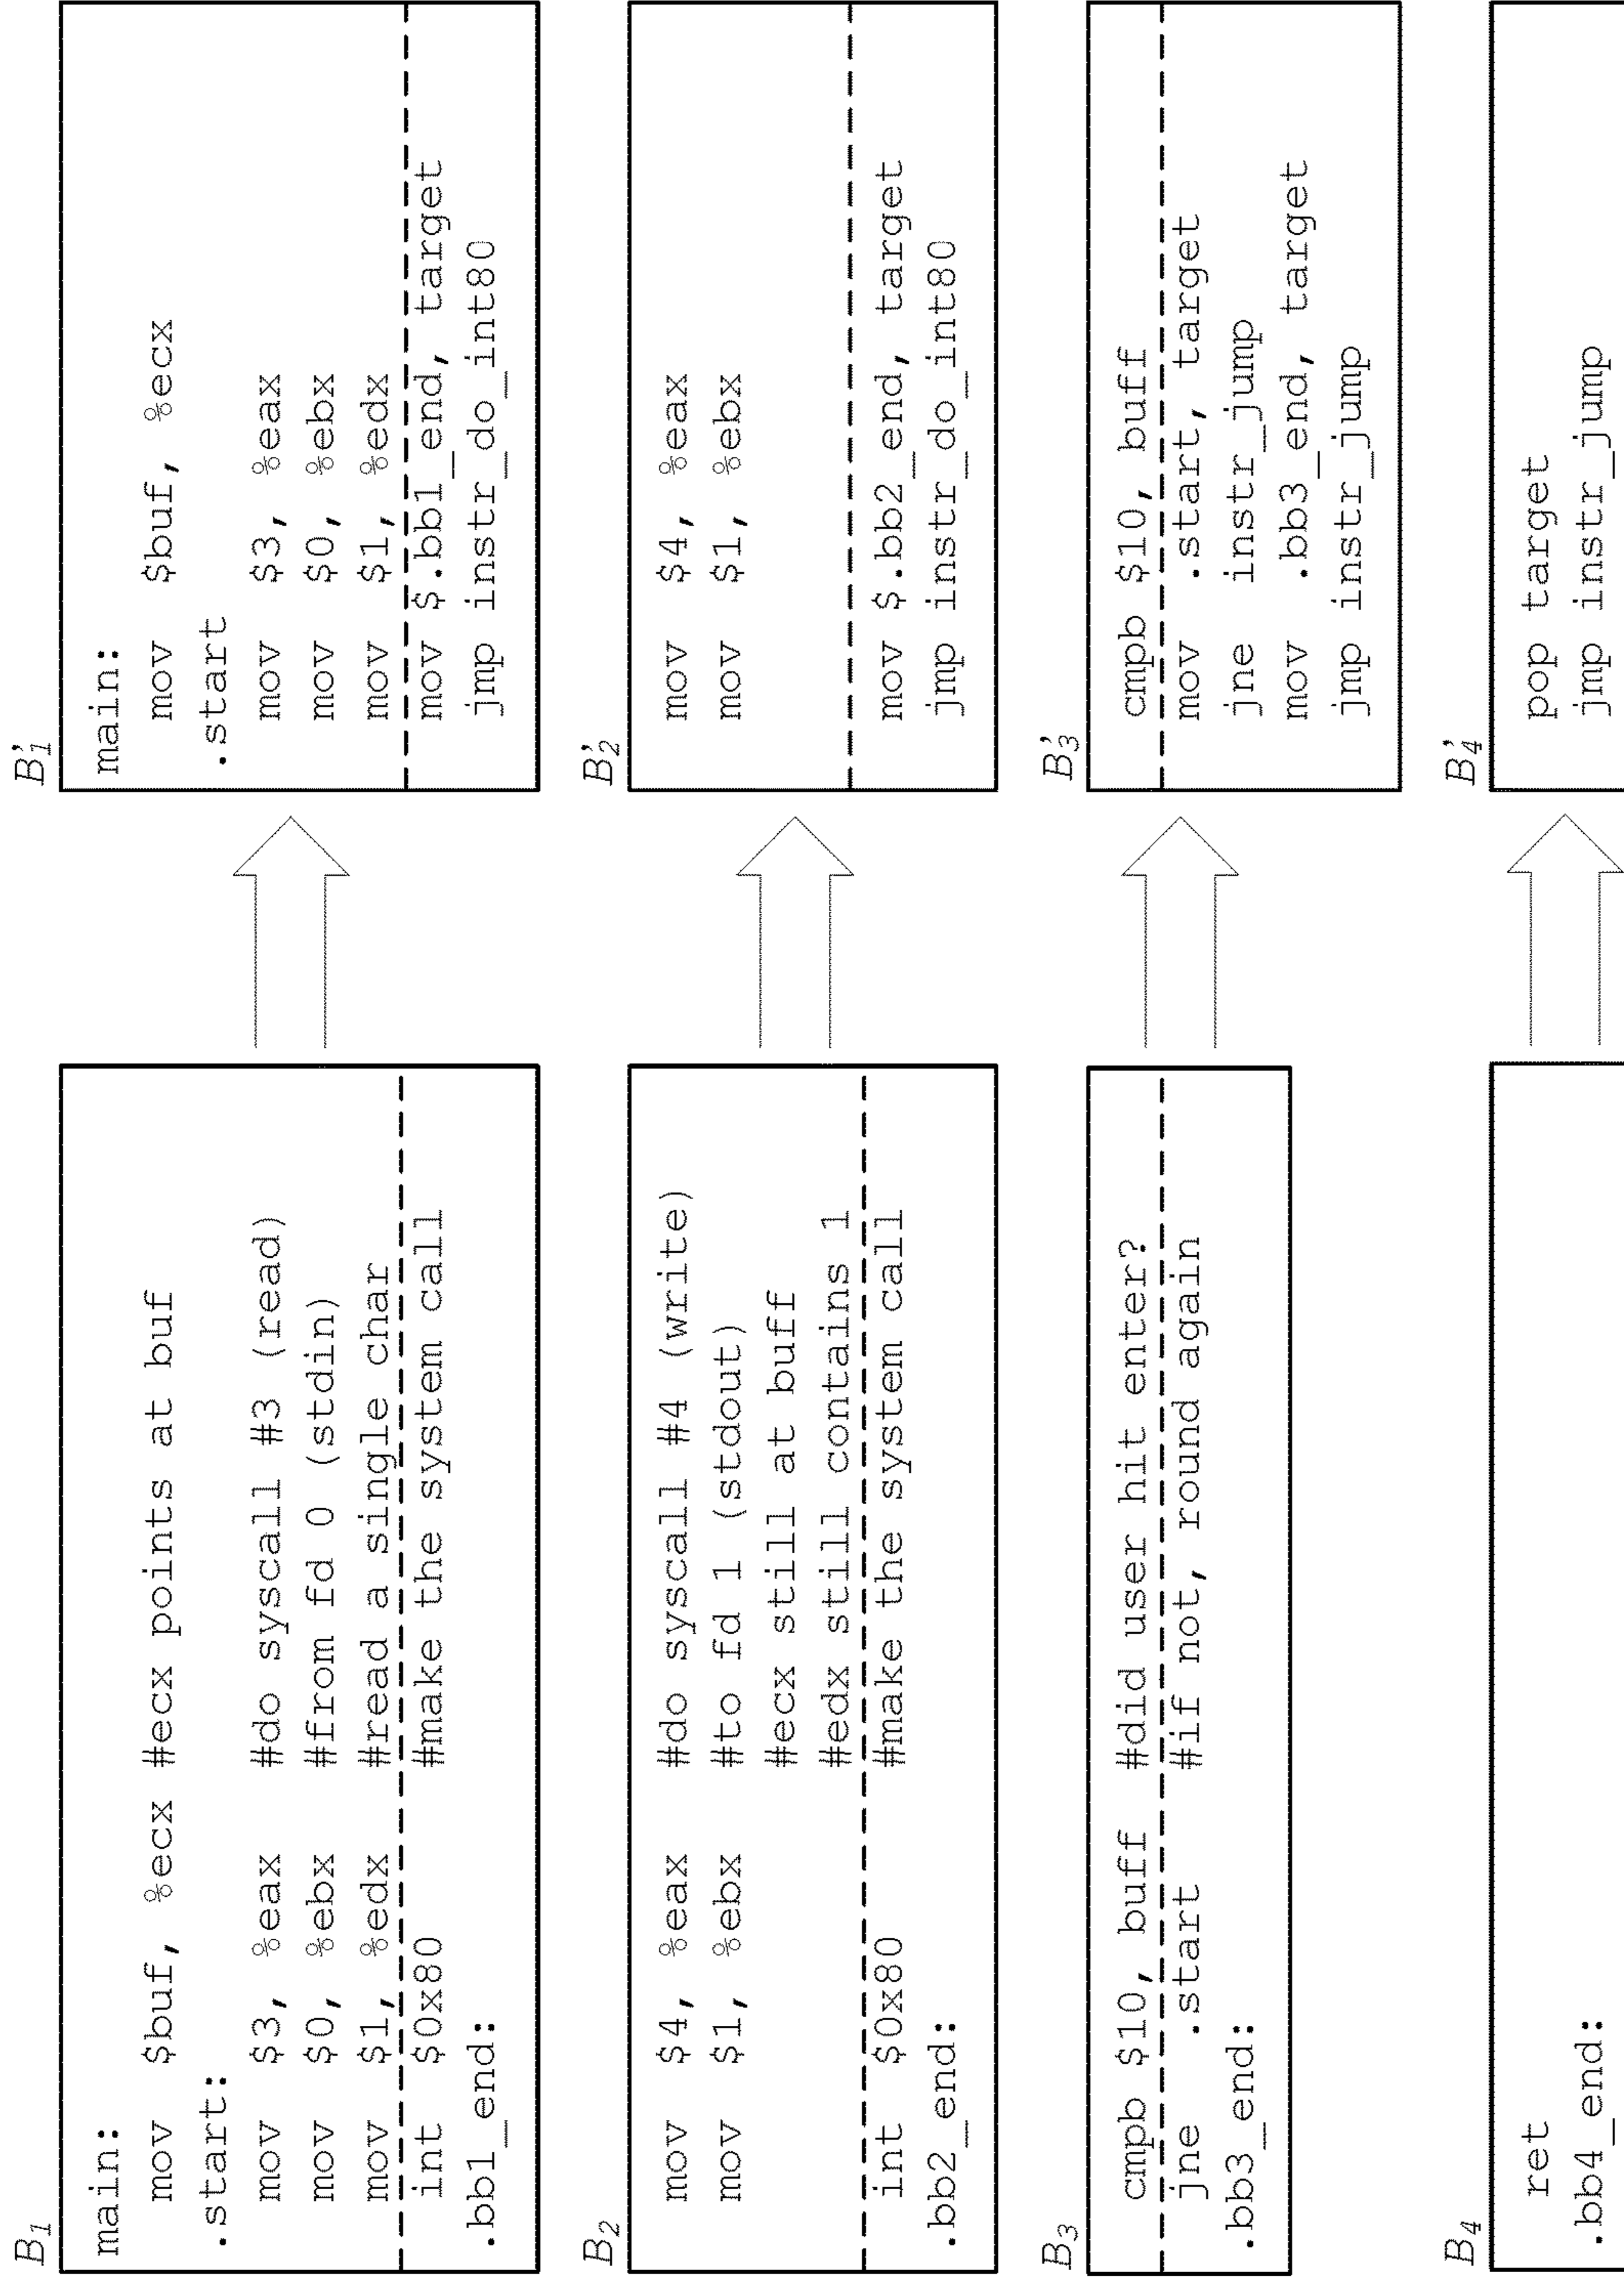 B1
main:
mov $buf, %ecx #ecx points at buf
.start:
mov $3, %eax #do syscall #3 (read)
mov $0, %ebx #from fd 0 (stdin)
mov $1, %edx #read a single char
int $0x80 #make the system call
.bb1_end:
B'1
main:
mov $buf, %ecx
.start
mov $3, %eax
mov $0, %ebx
mov $1, %edx
mov $.bb1_end, target
jmp instr_do_int80
B2
mov $4, %eax #do syscall #4 (write)
mov $1, %ebx #to fd 1 (stdout)
#ecx still at buff
#edx still contains 1
int $0x80 #make the system call
.bb2_end:
B'2
mov $4, %eax
mov $1, %ebx
mov $.bb2_end, target
jmp instr_do_int80
B3
cmpb $10, buff #did user hit enter?
jne .start #if not, round again
.bb3_end:
B'3
cmpb $10, buff
mov .start, target
jne instr_jump
mov .bb3_end, target
jmp instr_jump
B4
ret
.bb4_end:
B'4
pop target
jmp instr_jump